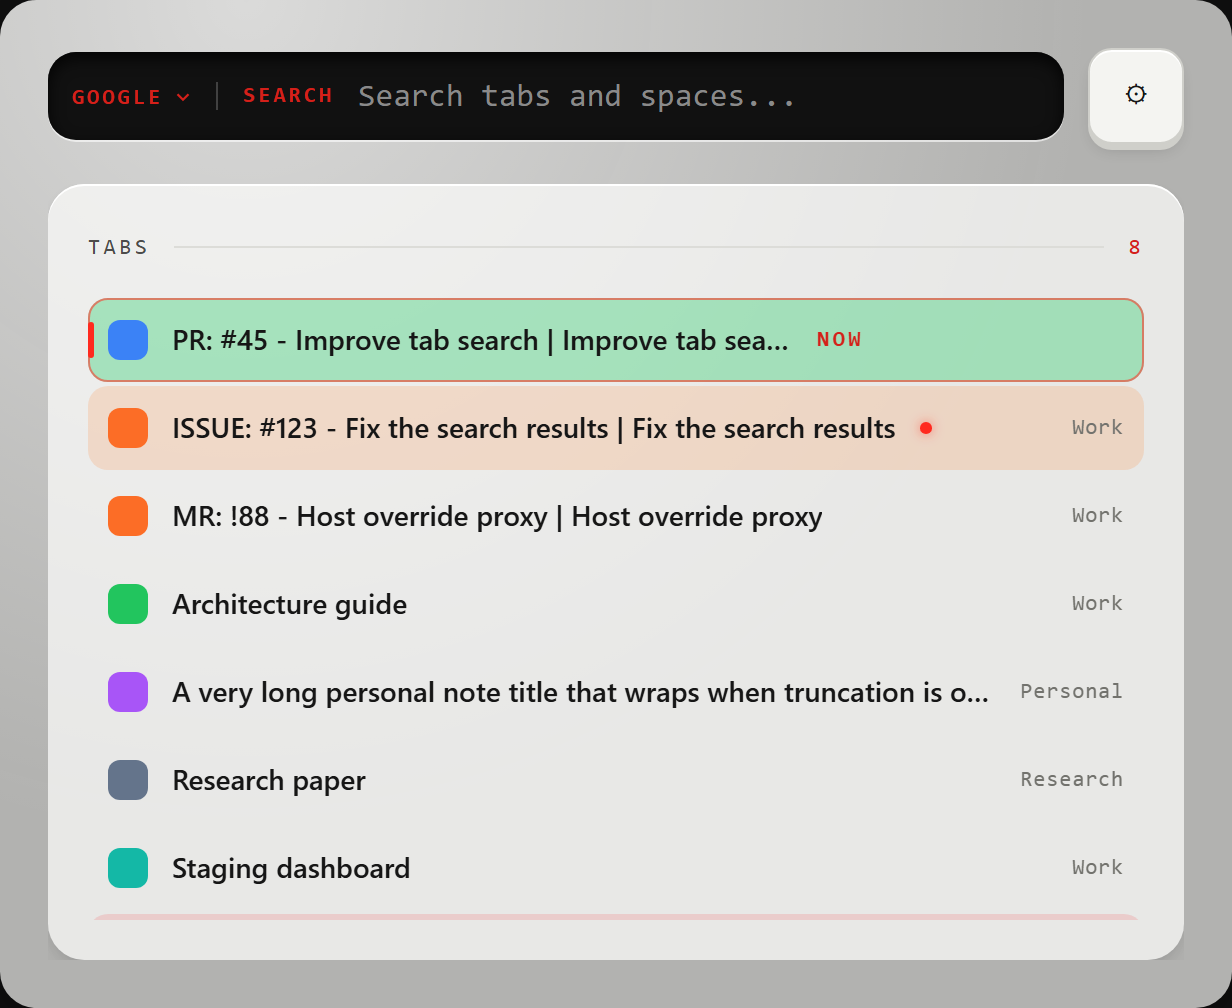 GOOGLE SEARCH Search tabs and spaces...
TABS 8
PR: #45 - Improve tab search | Improve tab sea... NOW
ISSUE: #123 - Fix the search results | Fix the search results Work
MR: !88 - Host override proxy | Host override proxy Work
Architecture guide Work
A very long personal note title that wraps when truncation is o... Personal
Research paper Research
Staging dashboard Work